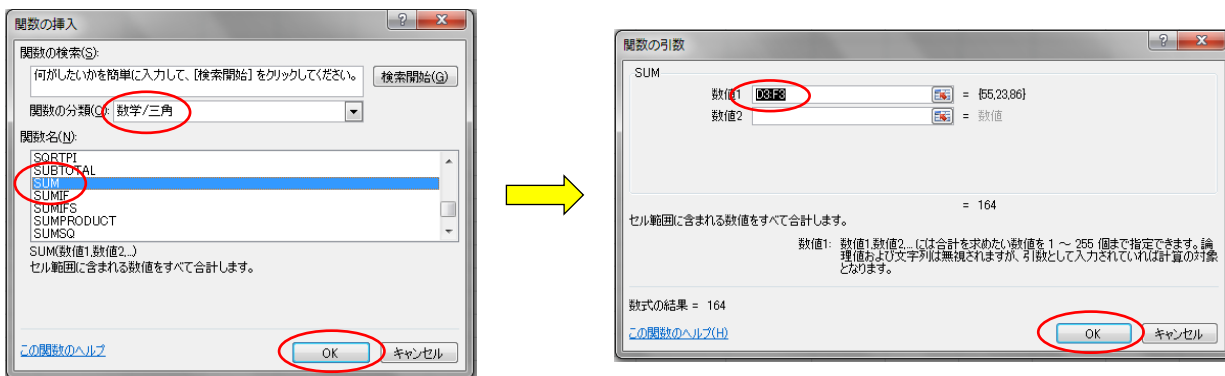 関数の挿入
関数の検索(S):
何がしたいかを簡単に入力して、[検索開始] をクリックしてください。
検索開始(G)
関数の分類(C): 数学/三角
関数名(N):
SQRTPI
SUBTOTAL
SUM
SUMIF
SUMIFS
SUMPRODUCT
SUMSQ
SUM(数値1,数値2,...)
セル範囲に含まれる数値をすべて合計します。
この関数のヘルプ
OK
キャンセル
関数の引数
SUM
数値1 D3:F3 = {55,23,86}
数値2 = 数値
= 164
セル範囲に含まれる数値をすべて合計します。
数値1: 数値1,数値2,... には合計を求めたい数値を 1 ～ 255 個まで指定できます。論
理値および文字列は無視されますが、引数として入力されていれば計算の対象
となります。
数式の結果 = 164
この関数のヘルプ(H)
OK
キャンセル